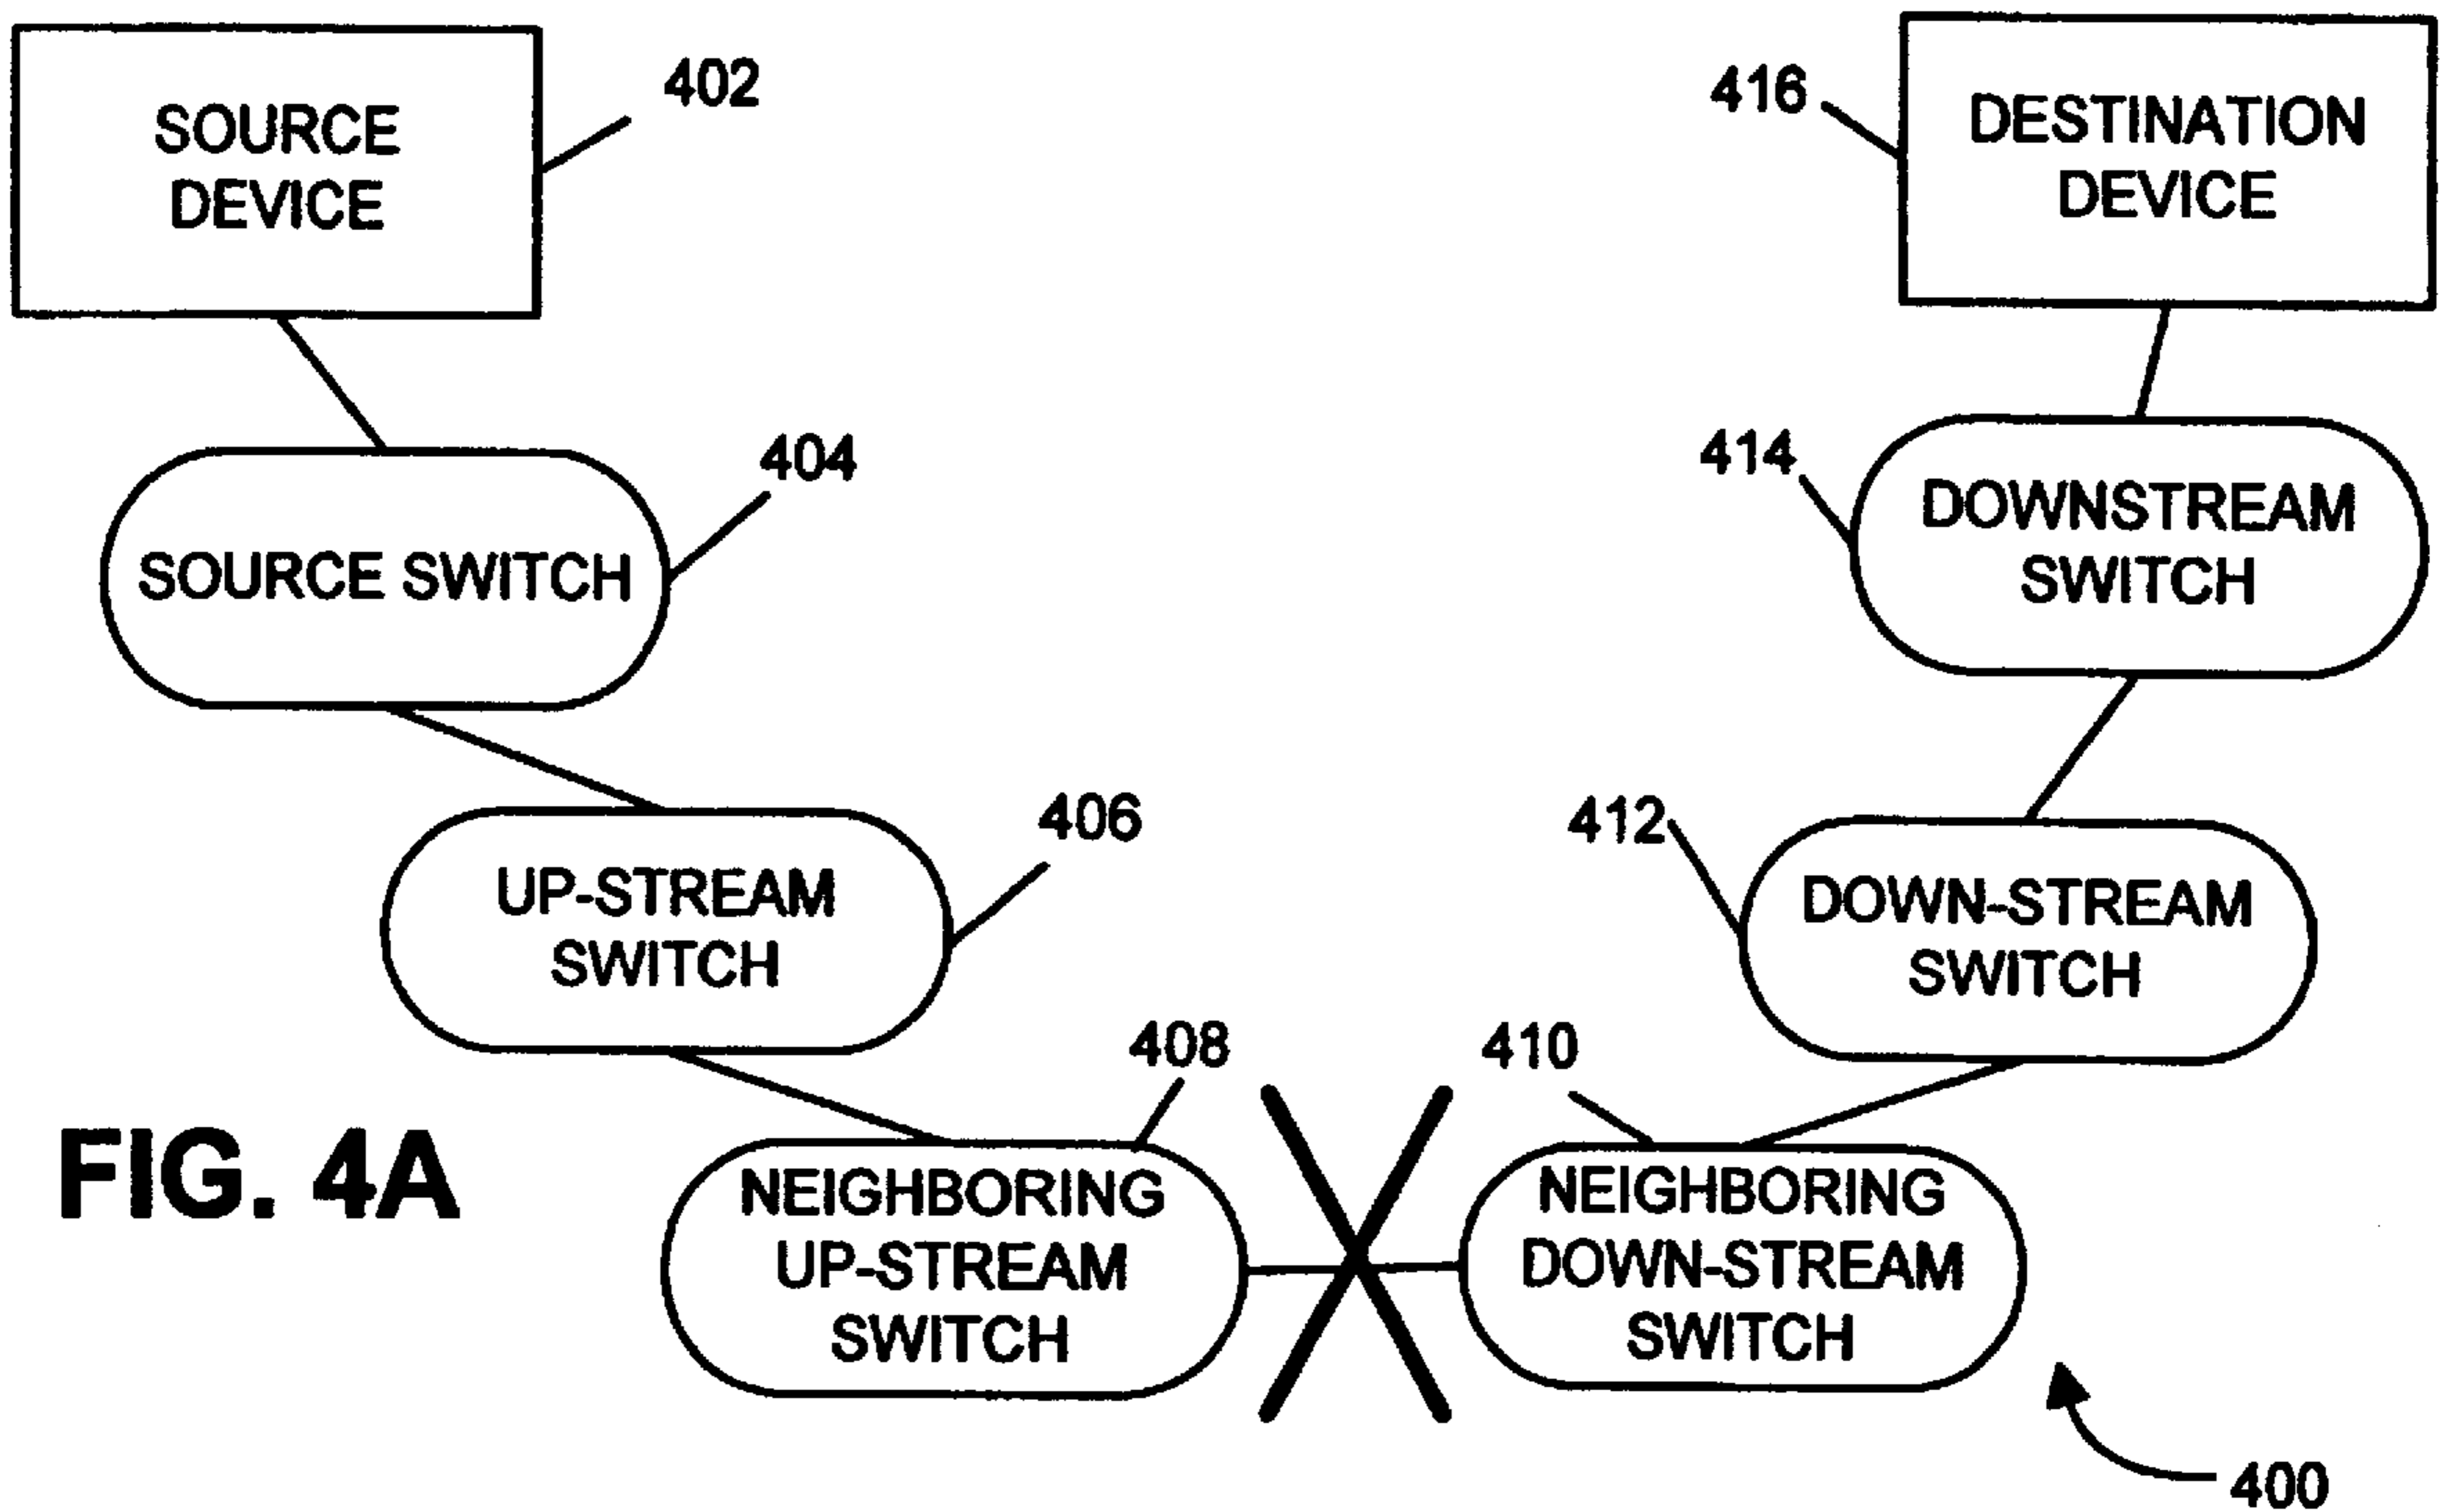 SOURCE
DEVICE
402
416
DESTINATION
DEVICE
SOURCE SWITCH
404
414
DOWNSTREAM
SWITCH
UP-STREAM
SWITCH
406
412
DOWN-STREAM
SWITCH
408
410
FIG. 4A
NEIGHBORING
UP-STREAM
SWITCH
NEIGHBORING
DOWN-STREAM
SWITCH
400